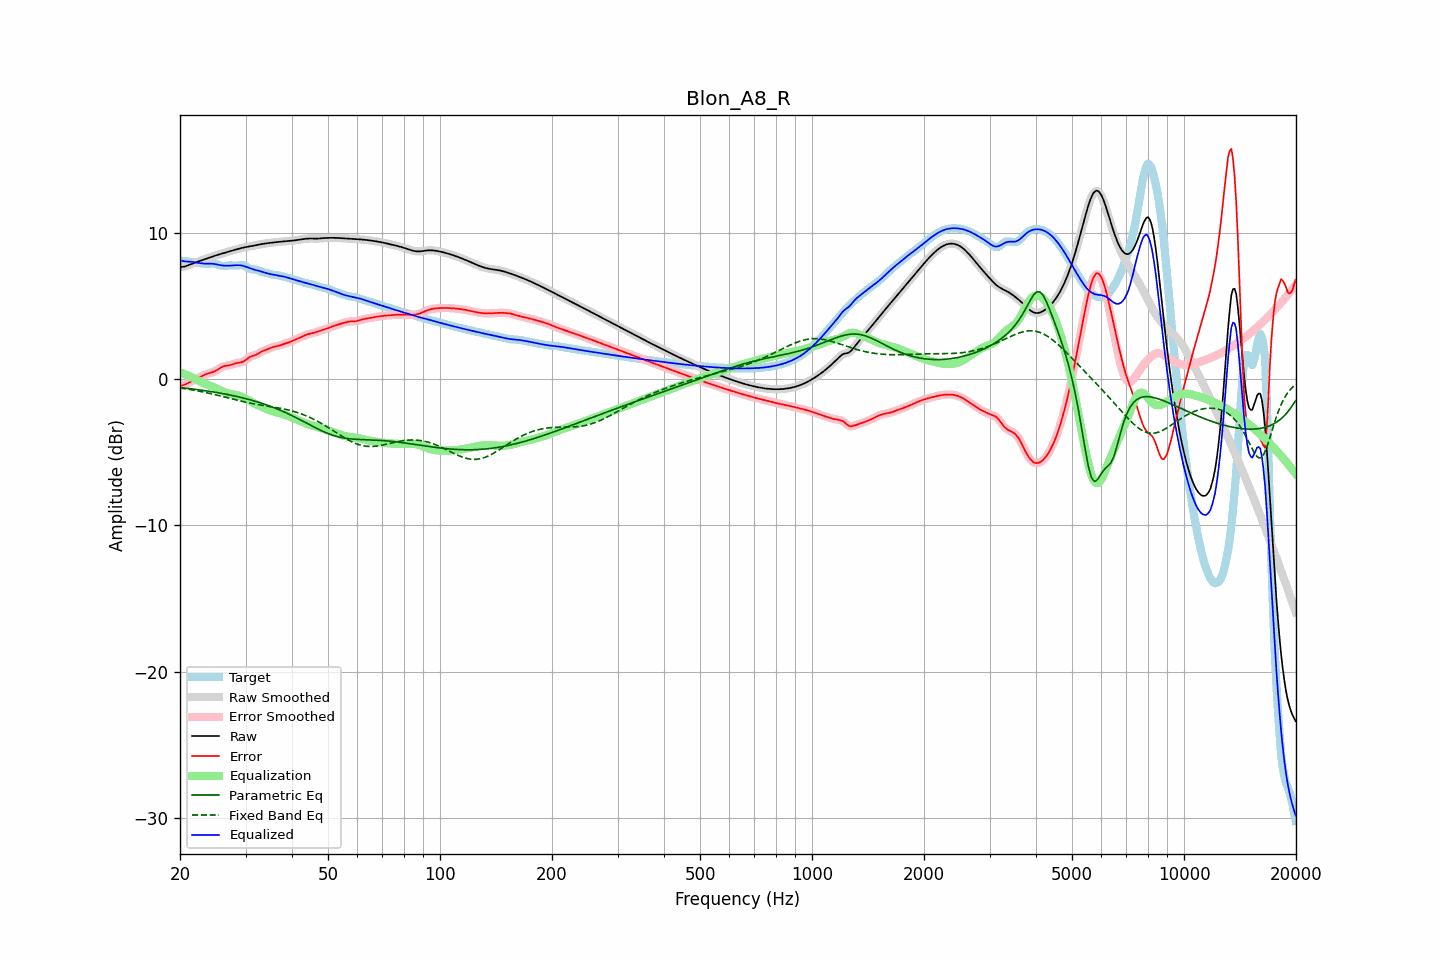 Blon_A8_R
Amplitude (dBr)
10
0
−10
−20
−30
Target
Raw Smoothed
Error Smoothed
Raw
Error
Equalization
Parametric Eq
Fixed Band Eq
Equalized
20 50 100 200 500 1000 2000 5000 10000 20000
Frequency (Hz)